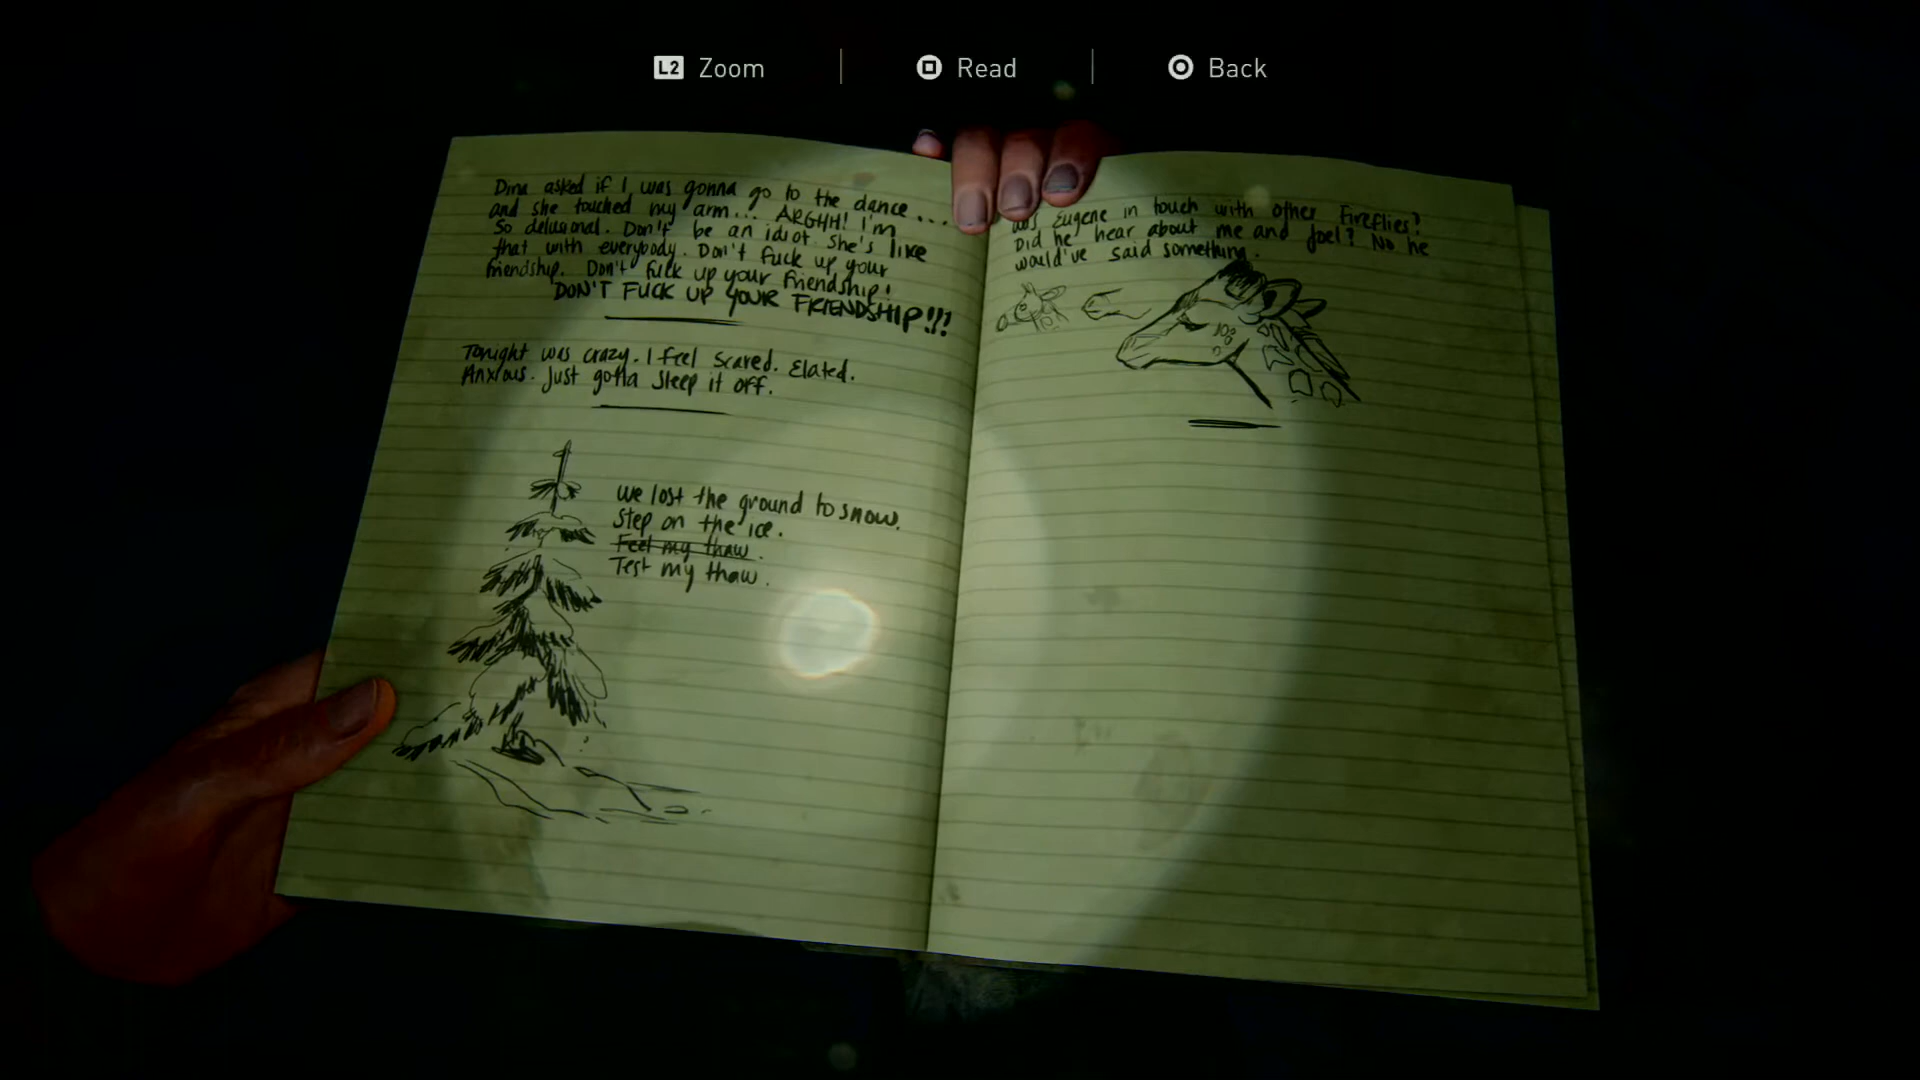 L2 Zoom
Read
Back
Dina asked if I was gonna go to the dance...
and she touched my arm... ARGHH! I'm
So delusional. Don't be an idiot. She's like
that with everybody. Don't fuck up your
friendship. Don't fuck up your friendship!
DON'T FUCK UP YOUR FRIENDSHIP!!!
Tonight was crazy. I feel scared. Elated.
Anxious. Just gotta sleep it off.
We lost the ground to snow.
Step on the ice.
Feel my thaw.
Test my thaw.
Was Eugene in touch with other Fireflies?
Did he hear about me and Joel? No he
would've said something.